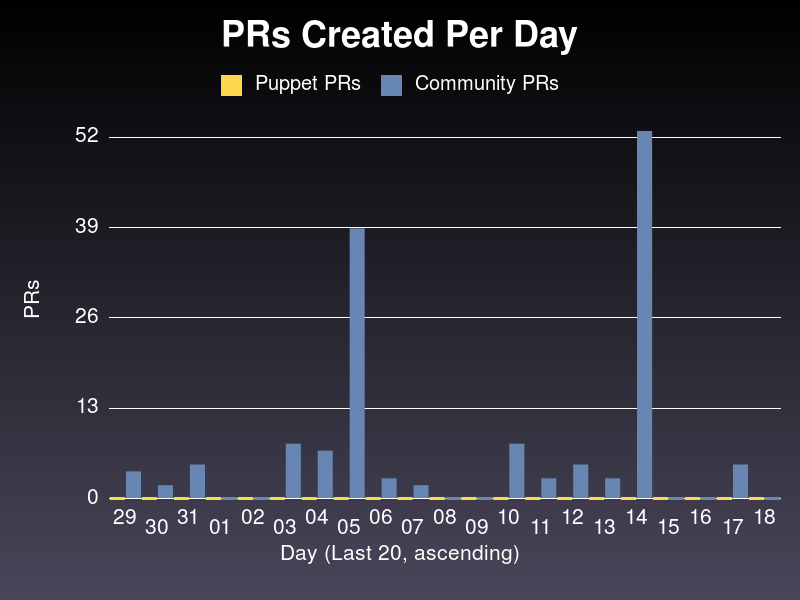 PRs Created Per Day
Puppet PRs Community PRs
52
39
26
13
0
PRs
29 30 31 01 02 03 04 05 06 07 08 09 10 11 12 13 14 15 16 17 18
Day (Last 20, ascending)